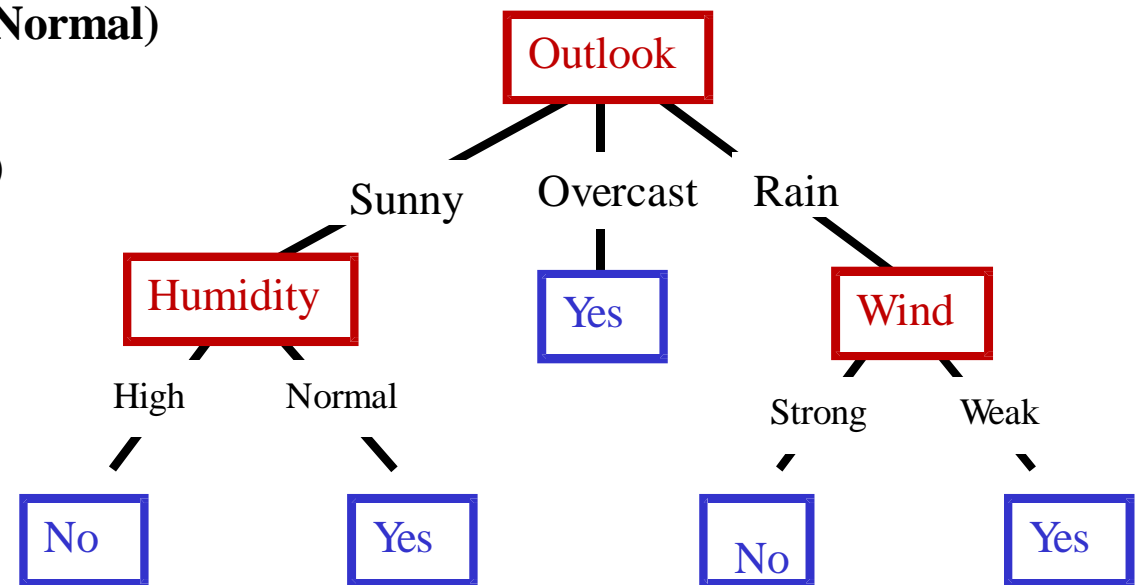 Normal)
Outlook
)
Sunny Overcast Rain
Humidity Yes Wind
High Normal Strong Weak
No Yes No Yes